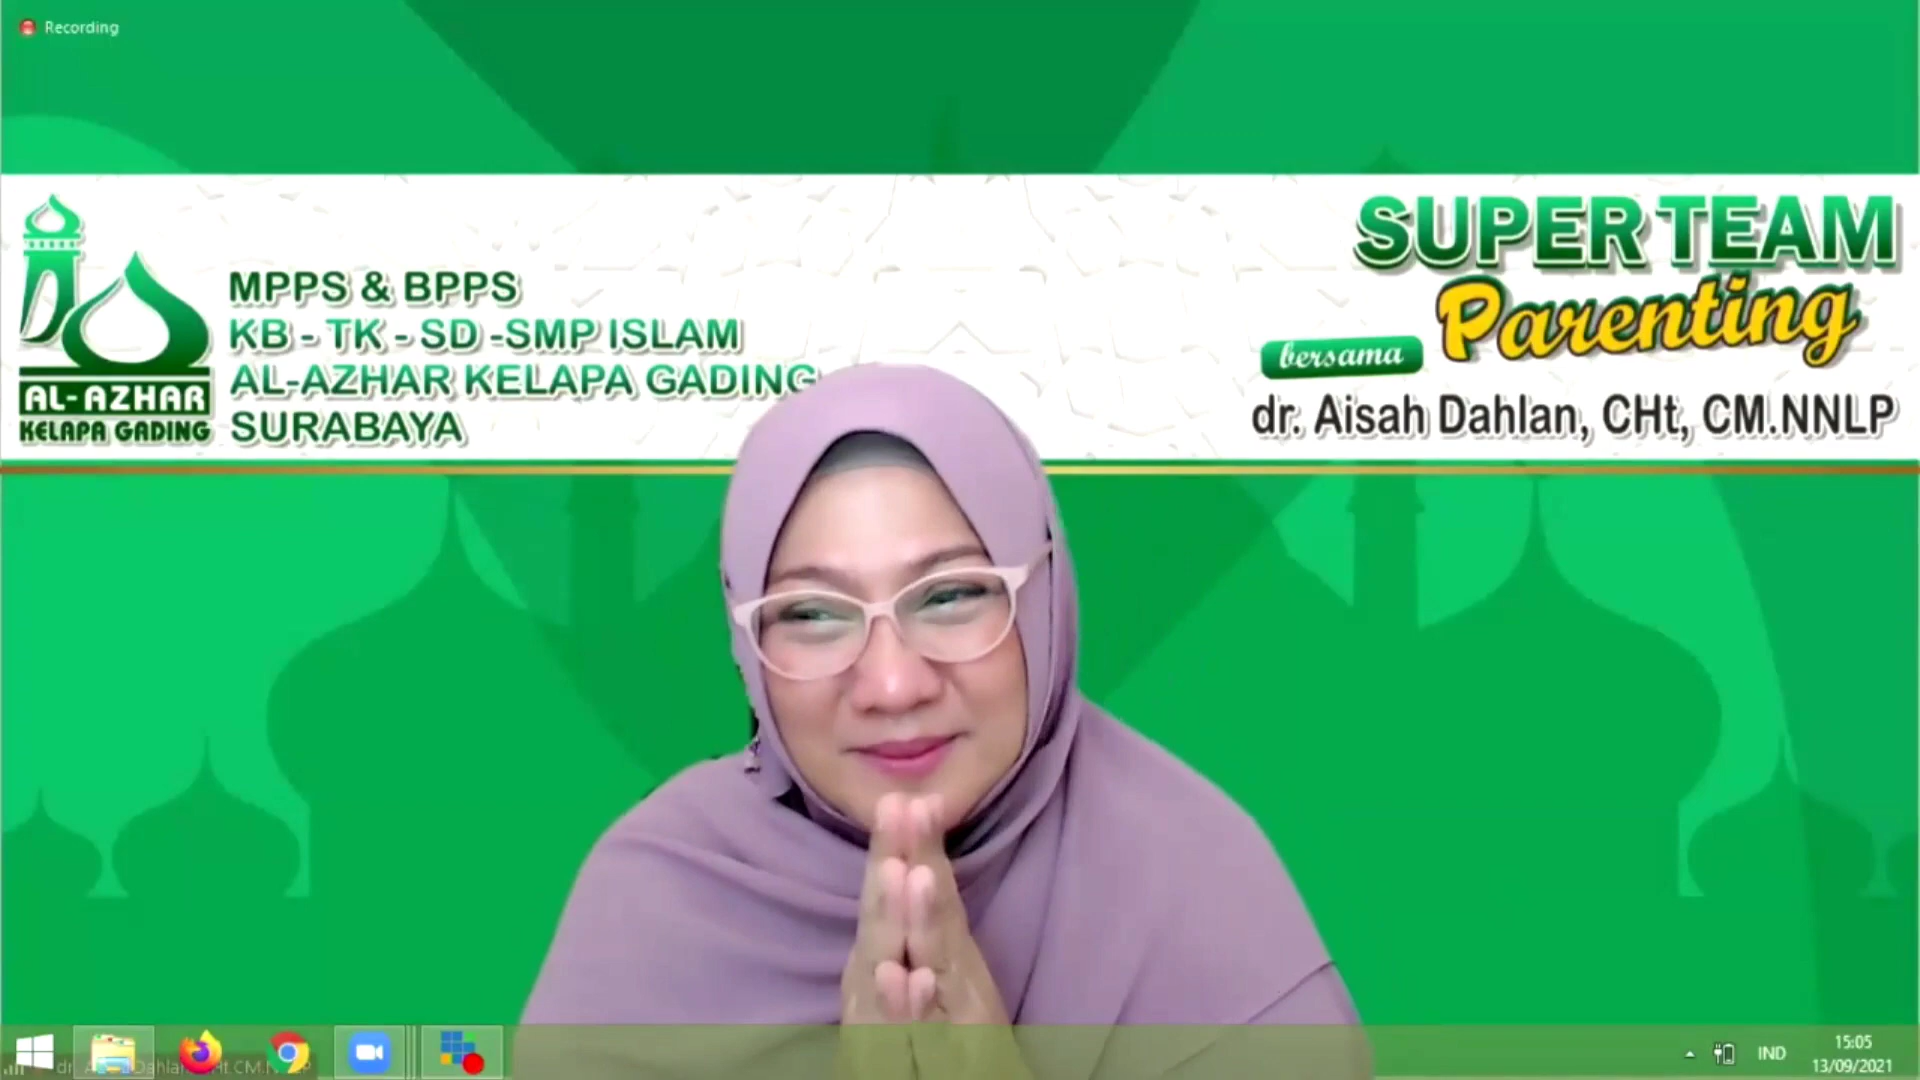 Recording
MPPS & BPPS
KB - TK - SD -SMP ISLAM
AL-AZHAR KELAPA GADING
SURABAYA
AL-AZHAR
KELAPA GADING
SUPER TEAM
Parenting
bersama
dr. Aisah Dahlan, CHt, CM.NNLP
IND
15:05
13/09/2021